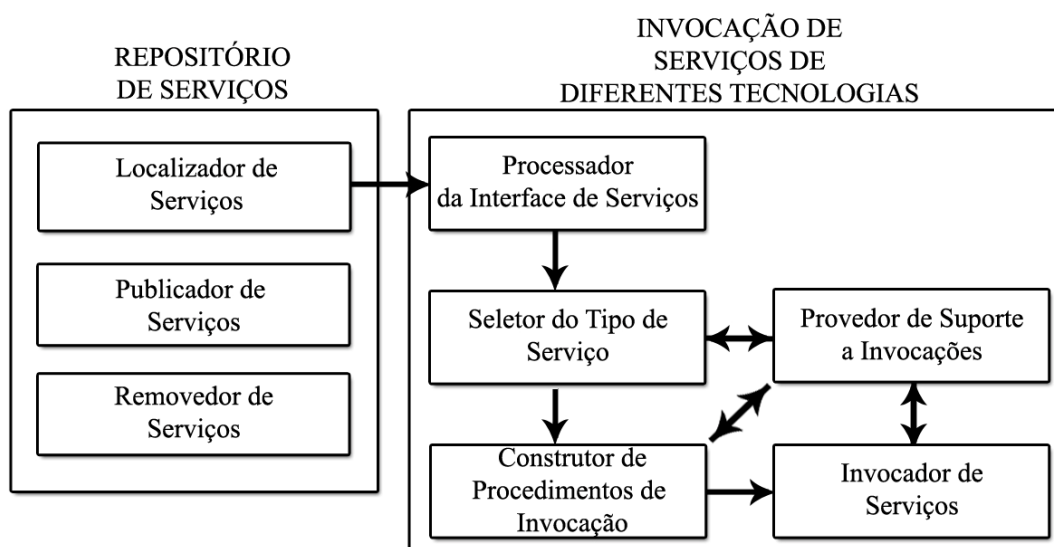 REPOSITÓRIO
DE SERVIÇOS
Localizador de
Serviços
Publicador de
Serviços
Removedor de
Serviços
INVOCAÇÃO DE
SERVIÇOS DE
DIFERENTES TECNOLOGIAS
Processador
da Interface de Serviços
Seletor do Tipo de
Serviço
Provedor de Suporte
a Invocações
Construtor de
Procedimentos de
Invocação
Invocador de
Serviços